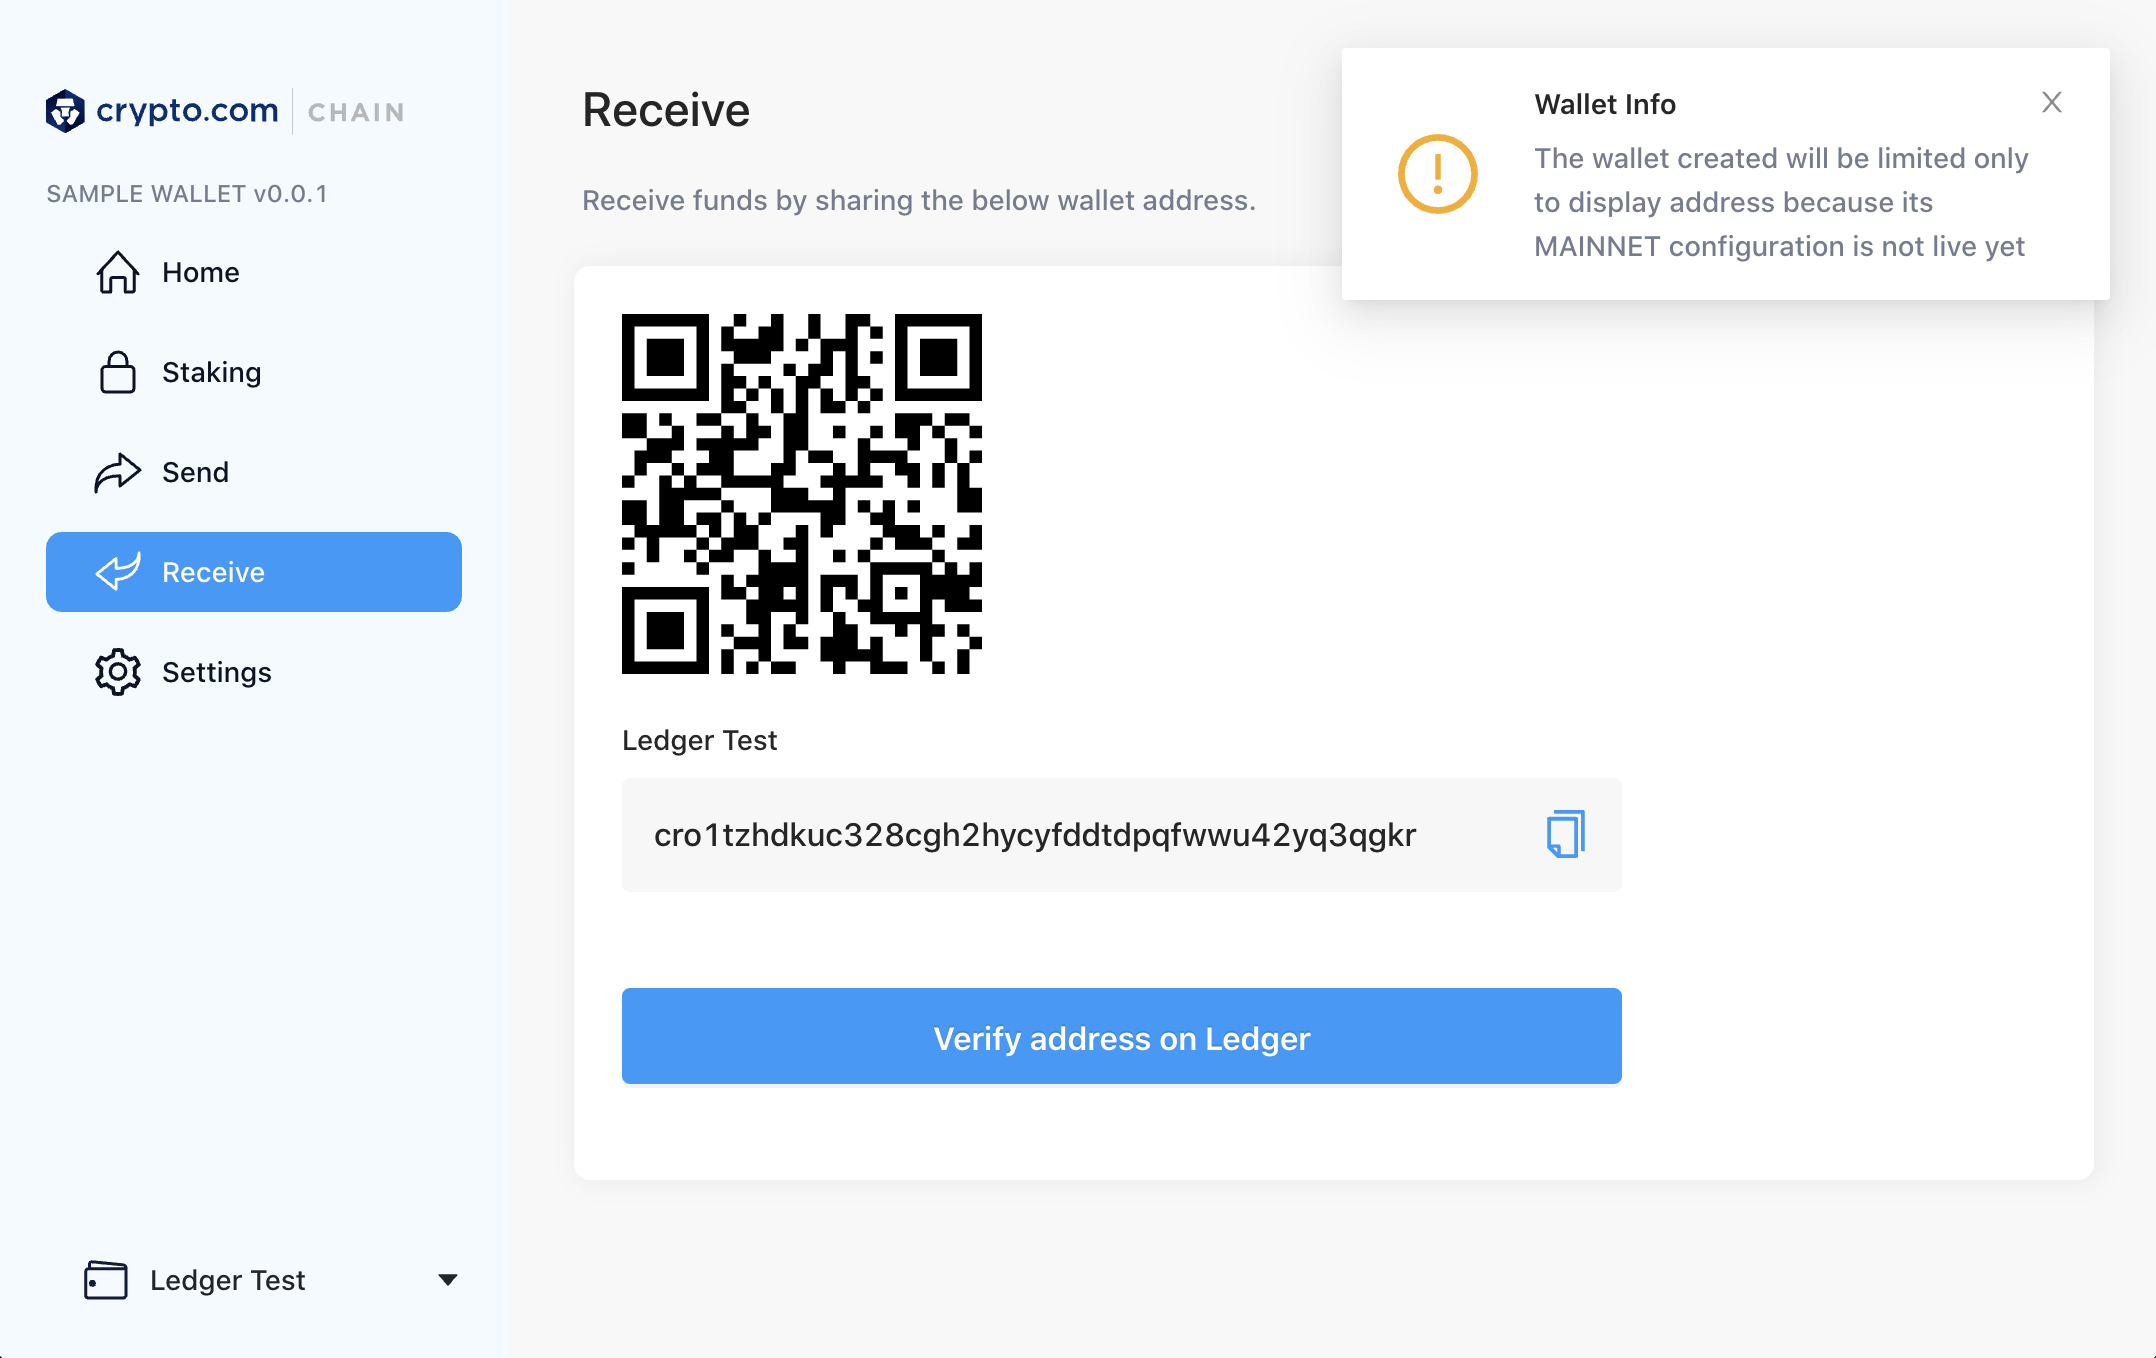 crypto.com | CHAIN
SAMPLE WALLET v0.0.1
Home
Staking
Send
Receive
Settings
Ledger Test
Receive
Receive funds by sharing the below wallet address.
Ledger Test
cro1tzhdkuc328cgh2hycyfddtdpqfwwu42yq3qgkr
Verify address on Ledger
Wallet Info
The wallet created will be limited only
to display address because its
MAINNET configuration is not live yet